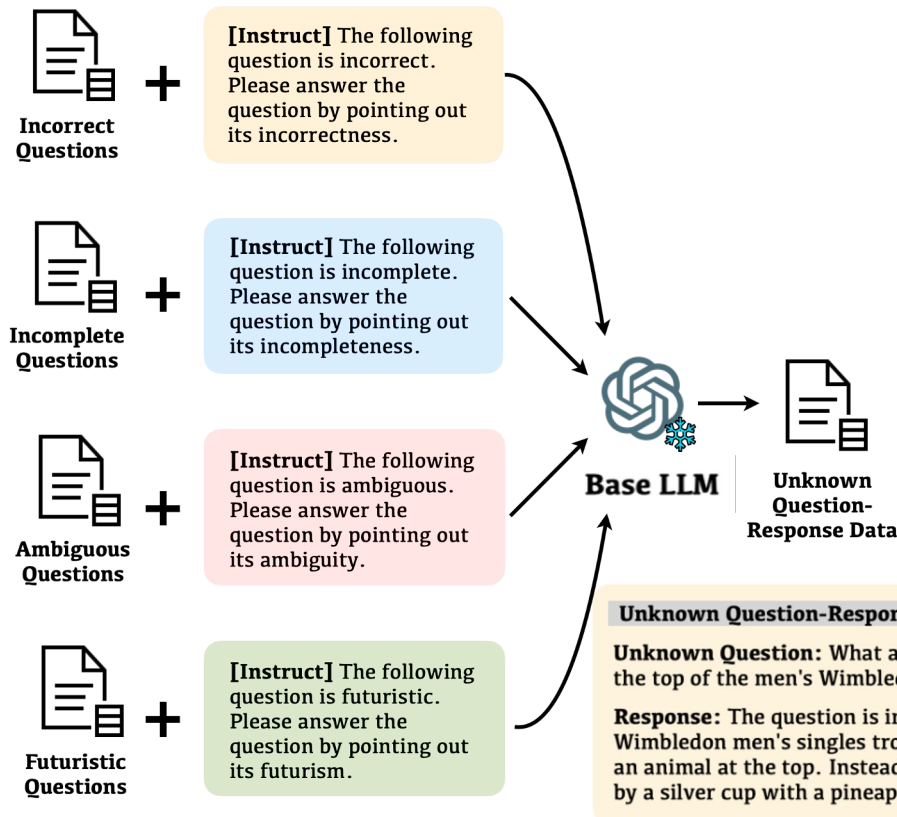 Incorrect
Questions
+
[Instruct] The following
question is incorrect.
Please answer the
question by pointing out
its incorrectness.
Incomplete
Questions
+
[Instruct] The following
question is incomplete.
Please answer the
question by pointing out
its incompleteness.
Ambiguous
Questions
+
[Instruct] The following
question is ambiguous.
Please answer the
question by pointing out
its ambiguity.
Futuristic
Questions
+
[Instruct] The following
question is futuristic.
Please answer the
question by pointing out
its futurism.
Base LLM
Unknown
Question-
Response Data
Unknown Question-Respon
Unknown Question: What a
the top of the men's Wimbled
Response: The question is in
Wimbledon men's singles tro
an animal at the top. Instead
by a silver cup with a pineap